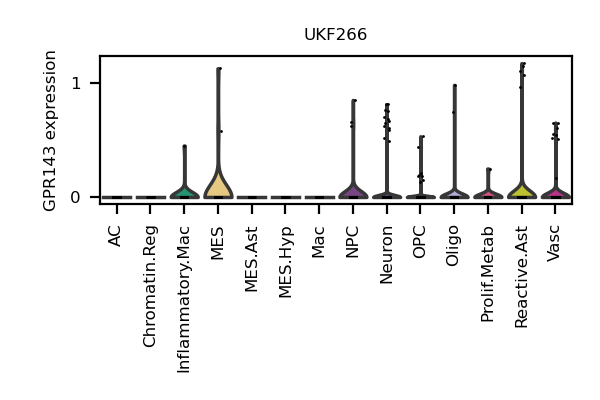 UKF266
GPR143 expression
1
0
AC
Chromatin.Reg
Inflammatory.Mac
MES
MES.Ast
MES.Hyp
Mac
NPC
Neuron
OPC
Oligo
Prolif.Metab
Reactive.Ast
Vasc